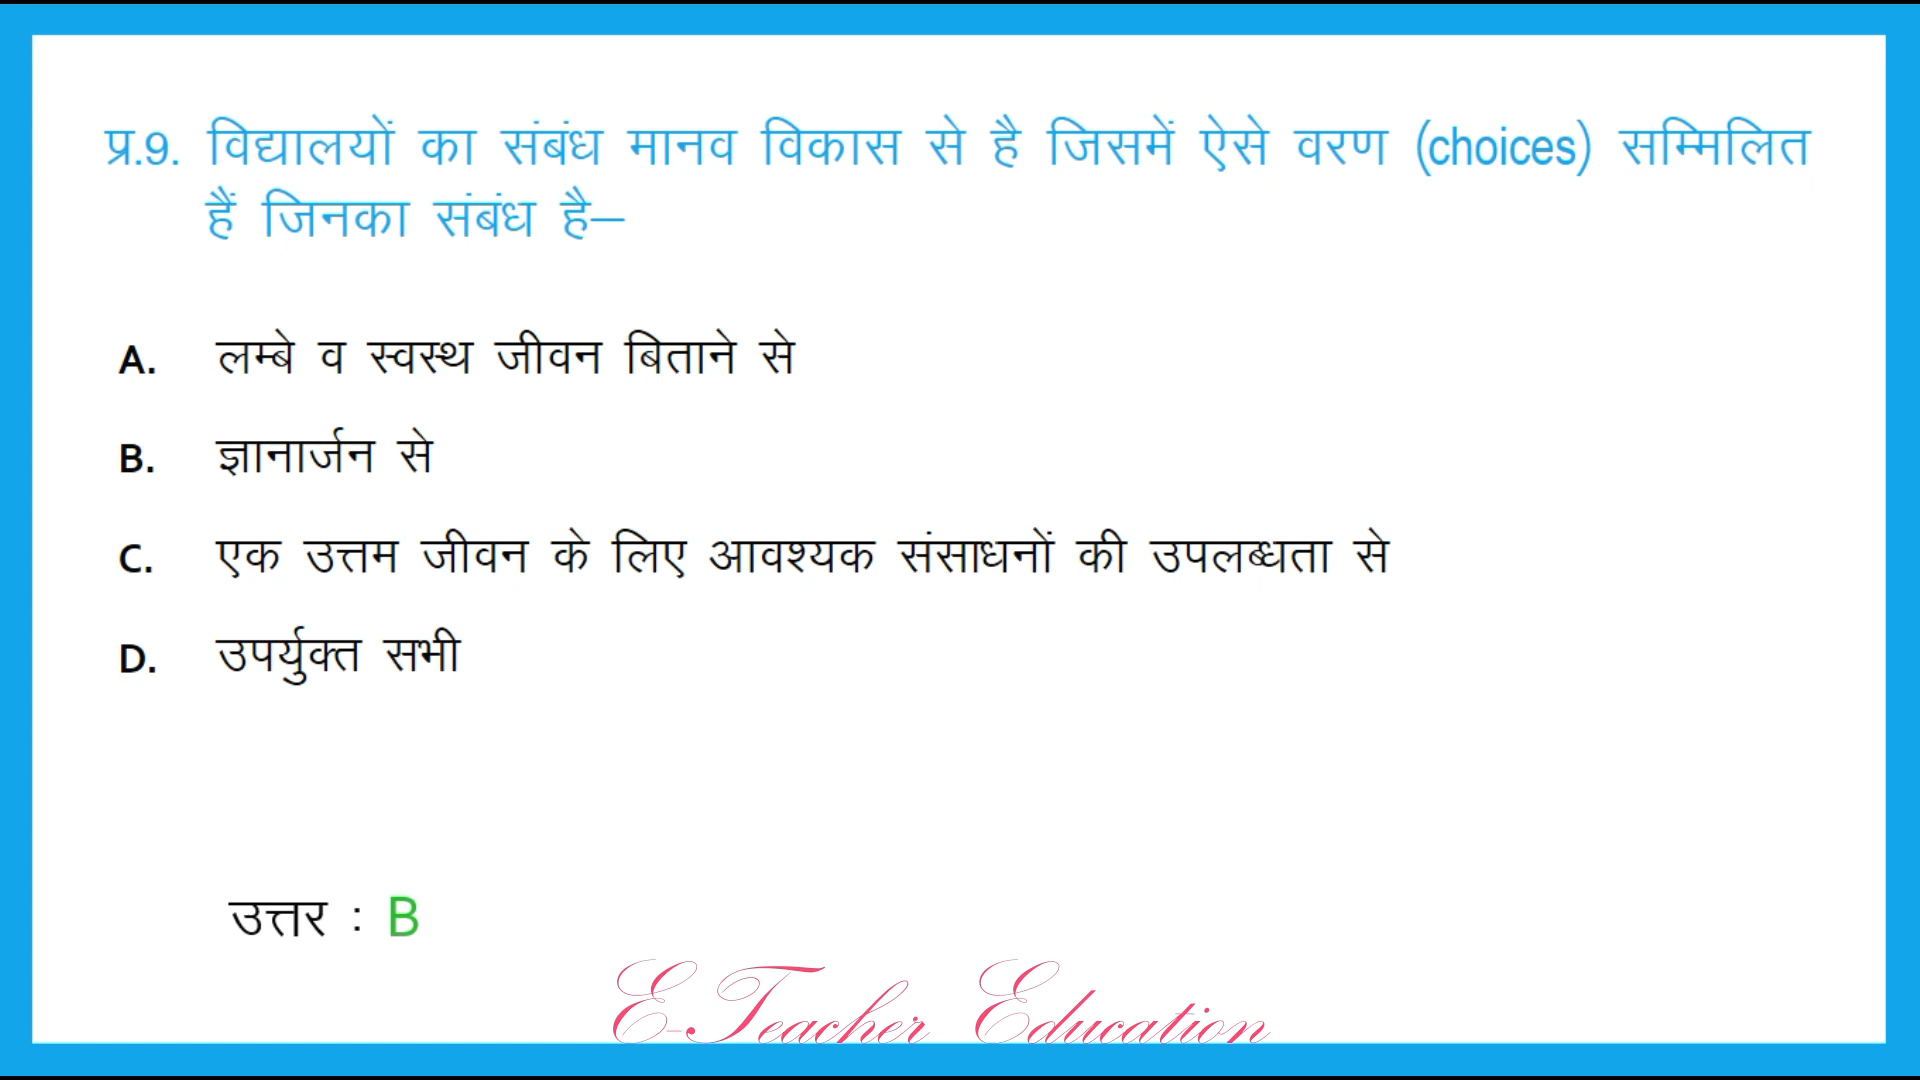 प्र.9. विद्यालयों का संबंध मानव विकास से है जिसमें ऐसे वरण (choices) सम्मिलित
हैं जिनका संबंध है–
A. लम्बे व स्वस्थ जीवन बिताने से
B. ज्ञानार्जन से
C. एक उत्तम जीवन के लिए आवश्यक संसाधनों की उपलब्धता से
D. उपर्युक्त सभी
उत्तर : B
E-Teacher Education